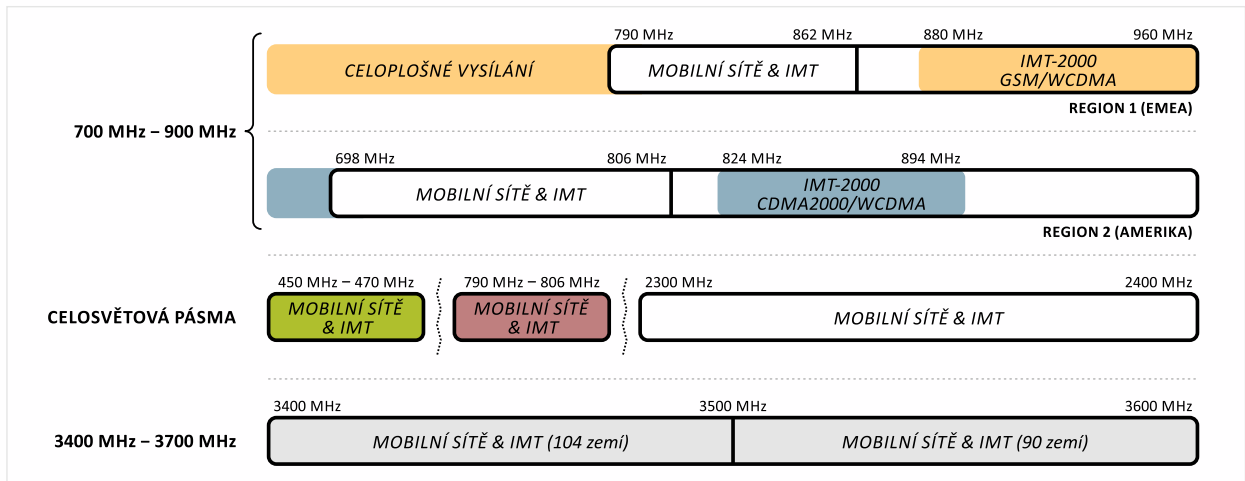 790 MHz 862 MHz 880 MHz 960 MHz
CELOPLOŠNÉ VYSÍLÁNÍ
MOBILNÍ SÍTĚ & IMT
IMT-2000
GSM/WCDMA
REGION 1 (EMEA)
700 MHz – 900 MHz
698 MHz 806 MHz 824 MHz 894 MHz
MOBILNÍ SÍTĚ & IMT
IMT-2000
CDMA2000/WCDMA
REGION 2 (AMERIKA)
CELOSVĚTOVÁ PÁSMA
450 MHz – 470 MHz 790 MHz – 806 MHz 2300 MHz 2400 MHz
MOBILNÍ SÍTĚ
& IMT
MOBILNÍ SÍTĚ
& IMT
MOBILNÍ SÍTĚ & IMT
3400 MHz – 3700 MHz
3400 MHz 3500 MHz 3600 MHz
MOBILNÍ SÍTĚ & IMT (104 zemí)
MOBILNÍ SÍTĚ & IMT (90 zemí)